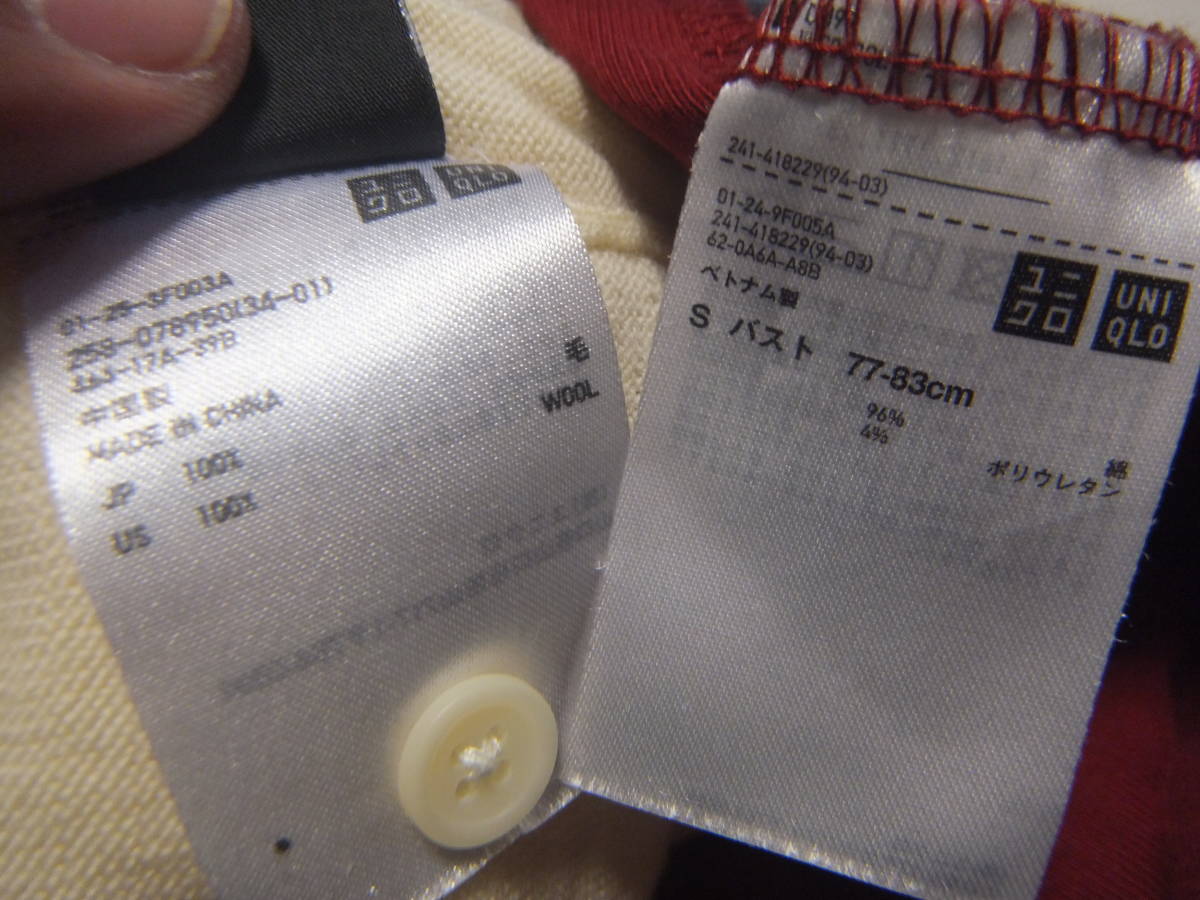 ユニクロ
UNIQLO
01-25-3F003A
258-078950(34-01)
中国製
MADE IN CHINA
毛
WOOL
JP 100%
US 100%
241-418229(94-03)
01-24-9F005A
241-418229(94-03)
62-0A6A-A8B
ベトナム製
ユニクロ
UNIQLO
S バスト 77-83cm
96%
4%
綿
ポリウレタン